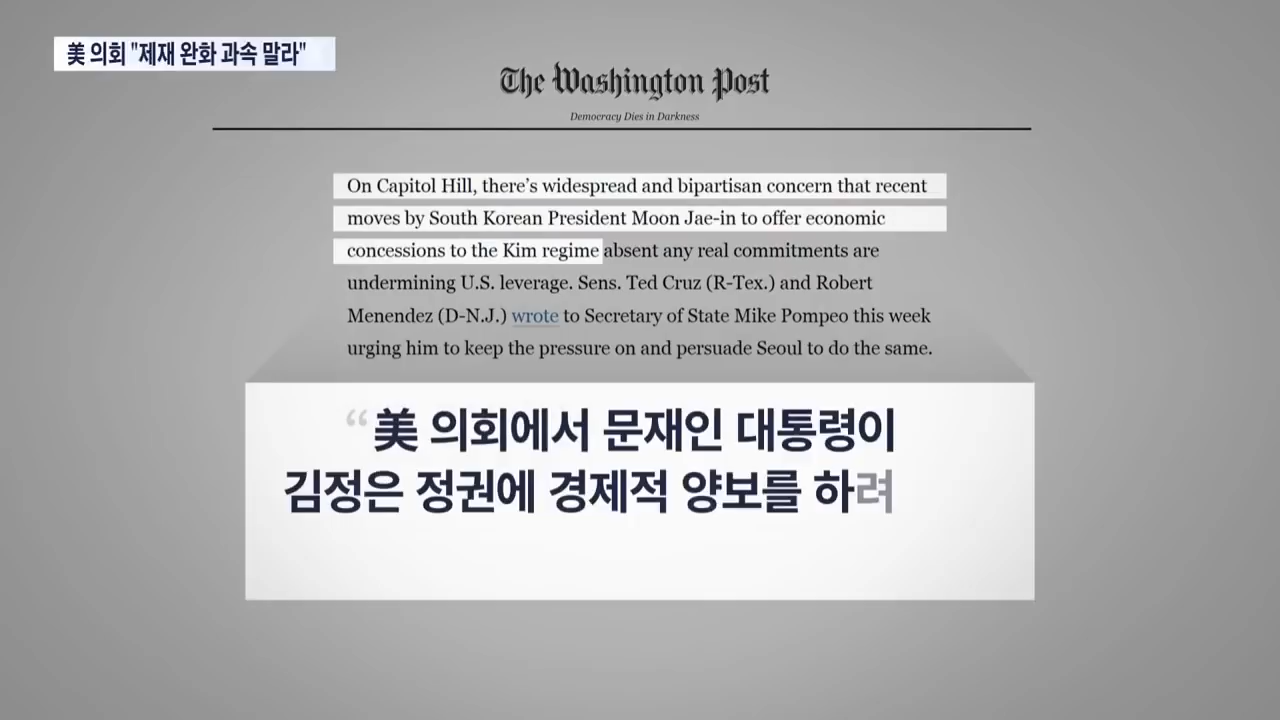 美 의회 "제재 완화 과속 말라"
The Washington Post
Democracy Dies in Darkness
On Capitol Hill, there’s widespread and bipartisan concern that recent
moves by South Korean President Moon Jae-in to offer economic
concessions to the Kim regime absent any real commitments are
undermining U.S. leverage. Sens. Ted Cruz (R-Tex.) and Robert
Menendez (D-N.J.) wrote to Secretary of State Mike Pompeo this week
urging him to keep the pressure on and persuade Seoul to do the same.
“美 의회에서 문재인 대통령이
김정은 정권에 경제적 양보를 하려